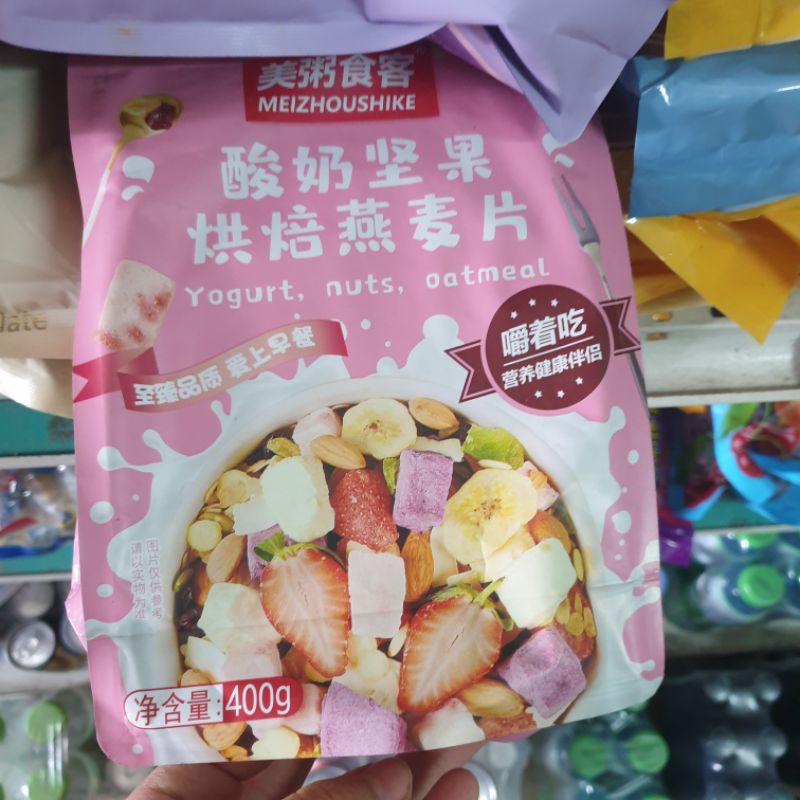 美粥食客
MEIZHOUSHIKE
酸奶坚果
烘焙燕麦片
Yogurt, nuts, oatmeal
至臻品质 爱上早餐
嚼着吃
营养健康伴侣
图片仅供参考
请以实物为准
净含量:400g